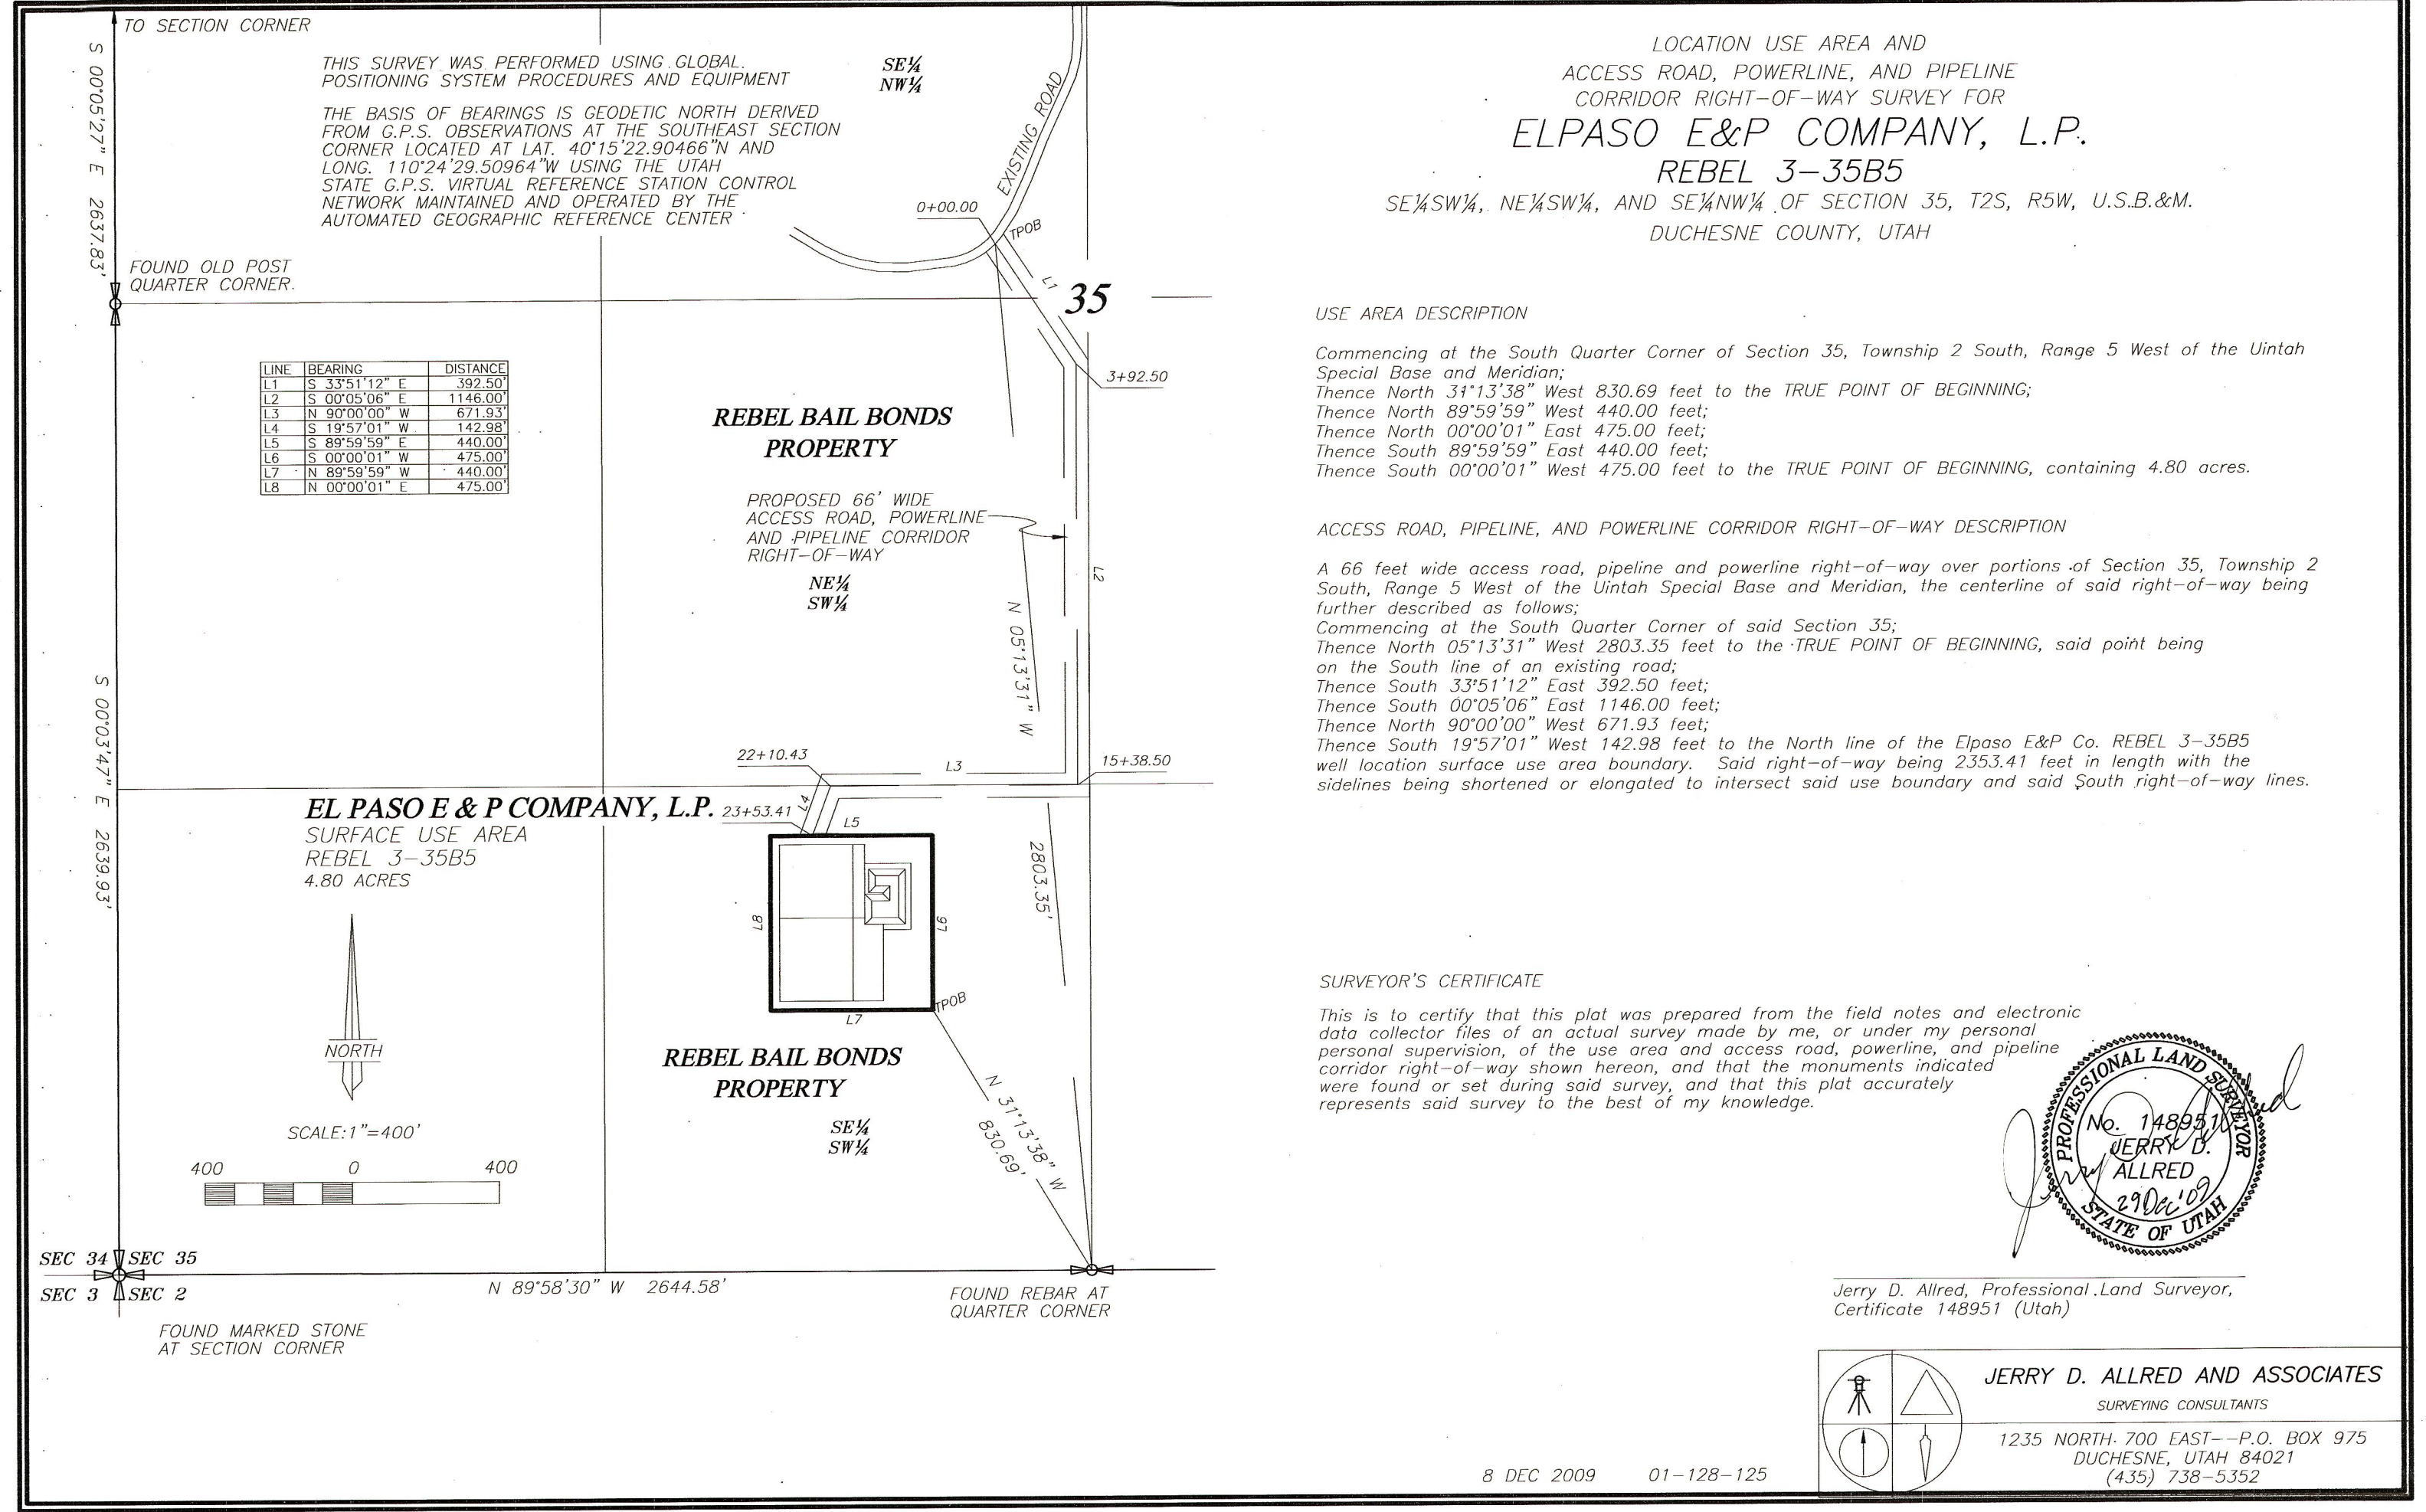 TO SECTION CORNER
S 00°05'27" E 2637.83'
THIS SURVEY WAS PERFORMED USING GLOBAL
POSITIONING SYSTEM PROCEDURES AND EQUIPMENT
THE BASIS OF BEARINGS IS GEODETIC NORTH DERIVED
FROM G.P.S. OBSERVATIONS AT THE SOUTHEAST SECTION
CORNER LOCATED AT LAT. 40°15'22.90466"N AND
LONG. 110°24'29.50964"W USING THE UTAH
STATE G.P.S. VIRTUAL REFERENCE STATION CONTROL
NETWORK MAINTAINED AND OPERATED BY THE
AUTOMATED GEOGRAPHIC REFERENCE CENTER
SE¼
NW¼
EXISTING ROAD
0+00.00
TPOB
L1
35
FOUND OLD POST
QUARTER CORNER.
3+92.50
LINE BEARING DISTANCE
L1 S 33°51'12" E 392.50'
L2 S 00°05'06" E 1146.00'
L3 N 90°00'00" W 671.93'
L4 S 19°57'01" W 142.98'
L5 S 89°59'59" E 440.00'
L6 S 00°00'01" W 475.00'
L7 N 89°59'59" W 440.00'
L8 N 00°00'01" E 475.00'
REBEL BAIL BONDS
PROPERTY
PROPOSED 66' WIDE
ACCESS ROAD, POWERLINE
AND PIPELINE CORRIDOR
RIGHT-OF-WAY
NE¼
SW¼
L2
N 05°13'31" W
2803.35'
S 00°03'47" E 2639.93'
22+10.43
L3
15+38.50
EL PASO E & P COMPANY, L.P.
SURFACE USE AREA
REBEL 3-35B5
4.80 ACRES
23+53.41
L4
L5
L8
L6
L7
TPOB
NORTH
SCALE: 1"=400'
400 0 400
REBEL BAIL BONDS
PROPERTY
SE¼
SW¼
N 31°13'38" W
830.69'
SEC 34 SEC 35
SEC 3 SEC 2
N 89°58'30" W 2644.58'
FOUND REBAR AT
QUARTER CORNER
FOUND MARKED STONE
AT SECTION CORNER
LOCATION USE AREA AND
ACCESS ROAD, POWERLINE, AND PIPELINE
CORRIDOR RIGHT-OF-WAY SURVEY FOR
ELPASO E&P COMPANY, L.P.
REBEL 3-35B5
SE¼SW¼, NE¼SW¼, AND SE¼NW¼ OF SECTION 35, T2S, R5W, U.S.B.&M.
DUCHESNE COUNTY, UTAH
USE AREA DESCRIPTION
Commencing at the South Quarter Corner of Section 35, Township 2 South, Range 5 West of the Uintah
Special Base and Meridian;
Thence North 31°13'38" West 830.69 feet to the TRUE POINT OF BEGINNING;
Thence North 89°59'59" West 440.00 feet;
Thence North 00°00'01" East 475.00 feet;
Thence South 89°59'59" East 440.00 feet;
Thence South 00°00'01" West 475.00 feet to the TRUE POINT OF BEGINNING, containing 4.80 acres.
ACCESS ROAD, PIPELINE, AND POWERLINE CORRIDOR RIGHT-OF-WAY DESCRIPTION
A 66 feet wide access road, pipeline and powerline right-of-way over portions of Section 35, Township 2
South, Range 5 West of the Uintah Special Base and Meridian, the centerline of said right-of-way being
further described as follows;
Commencing at the South Quarter Corner of said Section 35;
Thence North 05°13'31" West 2803.35 feet to the TRUE POINT OF BEGINNING, said point being
on the South line of an existing road;
Thence South 33°51'12" East 392.50 feet;
Thence South 00°05'06" East 1146.00 feet;
Thence North 90°00'00" West 671.93 feet;
Thence South 19°57'01" West 142.98 feet to the North line of the Elpaso E&P Co. REBEL 3-35B5
well location surface use area boundary. Said right-of-way being 2353.41 feet in length with the
sidelines being shortened or elongated to intersect said use boundary and said South right-of-way lines.
SURVEYOR'S CERTIFICATE
This is to certify that this plat was prepared from the field notes and electronic
data collector files of an actual survey made by me, or under my personal
personal supervision, of the use area and access road, powerline, and pipeline
corridor right-of-way shown hereon, and that the monuments indicated
were found or set during said survey, and that this plat accurately
represents said survey to the best of my knowledge.
PROFESSIONAL LAND SURVEYOR
No. 148951
JERRY D.
ALLRED
29 Dec '09
STATE OF UTAH
Jerry D. Allred
Jerry D. Allred, Professional Land Surveyor,
Certificate 148951 (Utah)
JERRY D. ALLRED AND ASSOCIATES
SURVEYING CONSULTANTS
1235 NORTH 700 EAST--P.O. BOX 975
DUCHESNE, UTAH 84021
(435) 738-5352
8 DEC 2009 01-128-125